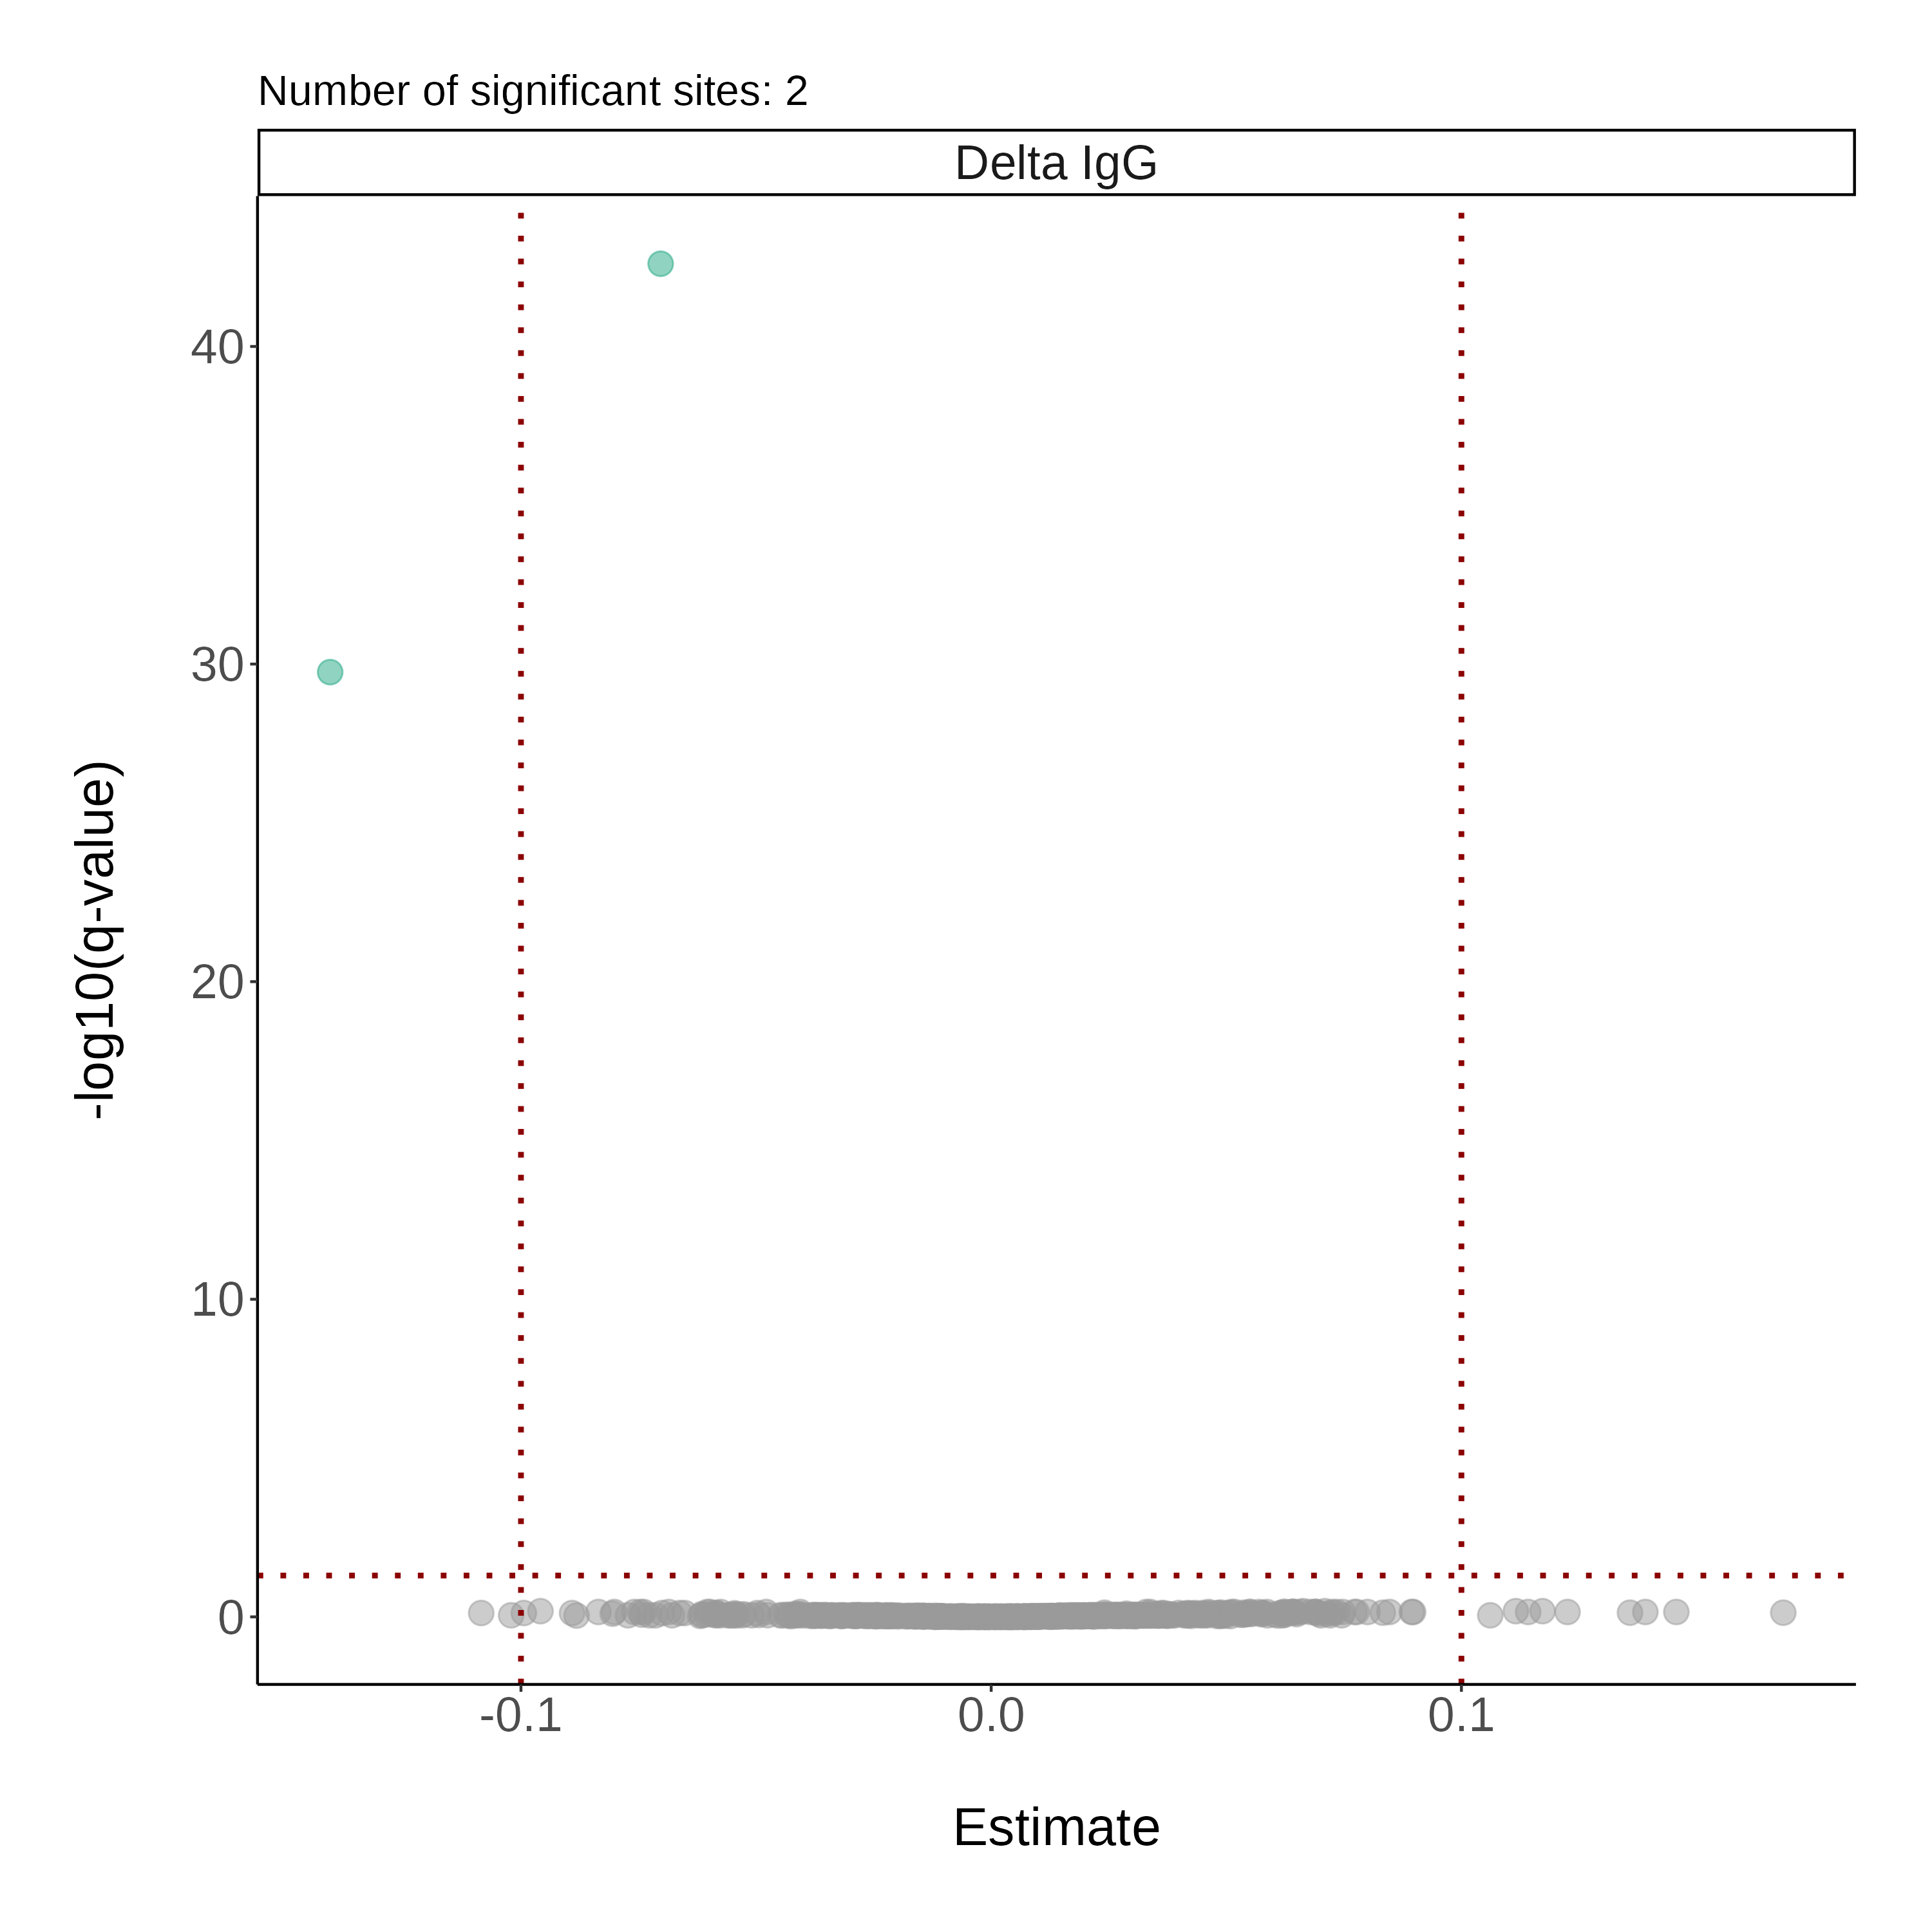 Number of significant sites: 2
Delta IgG
-log10(q-value)
40
30
20
10
0
-0.1
0.0
0.1
Estimate